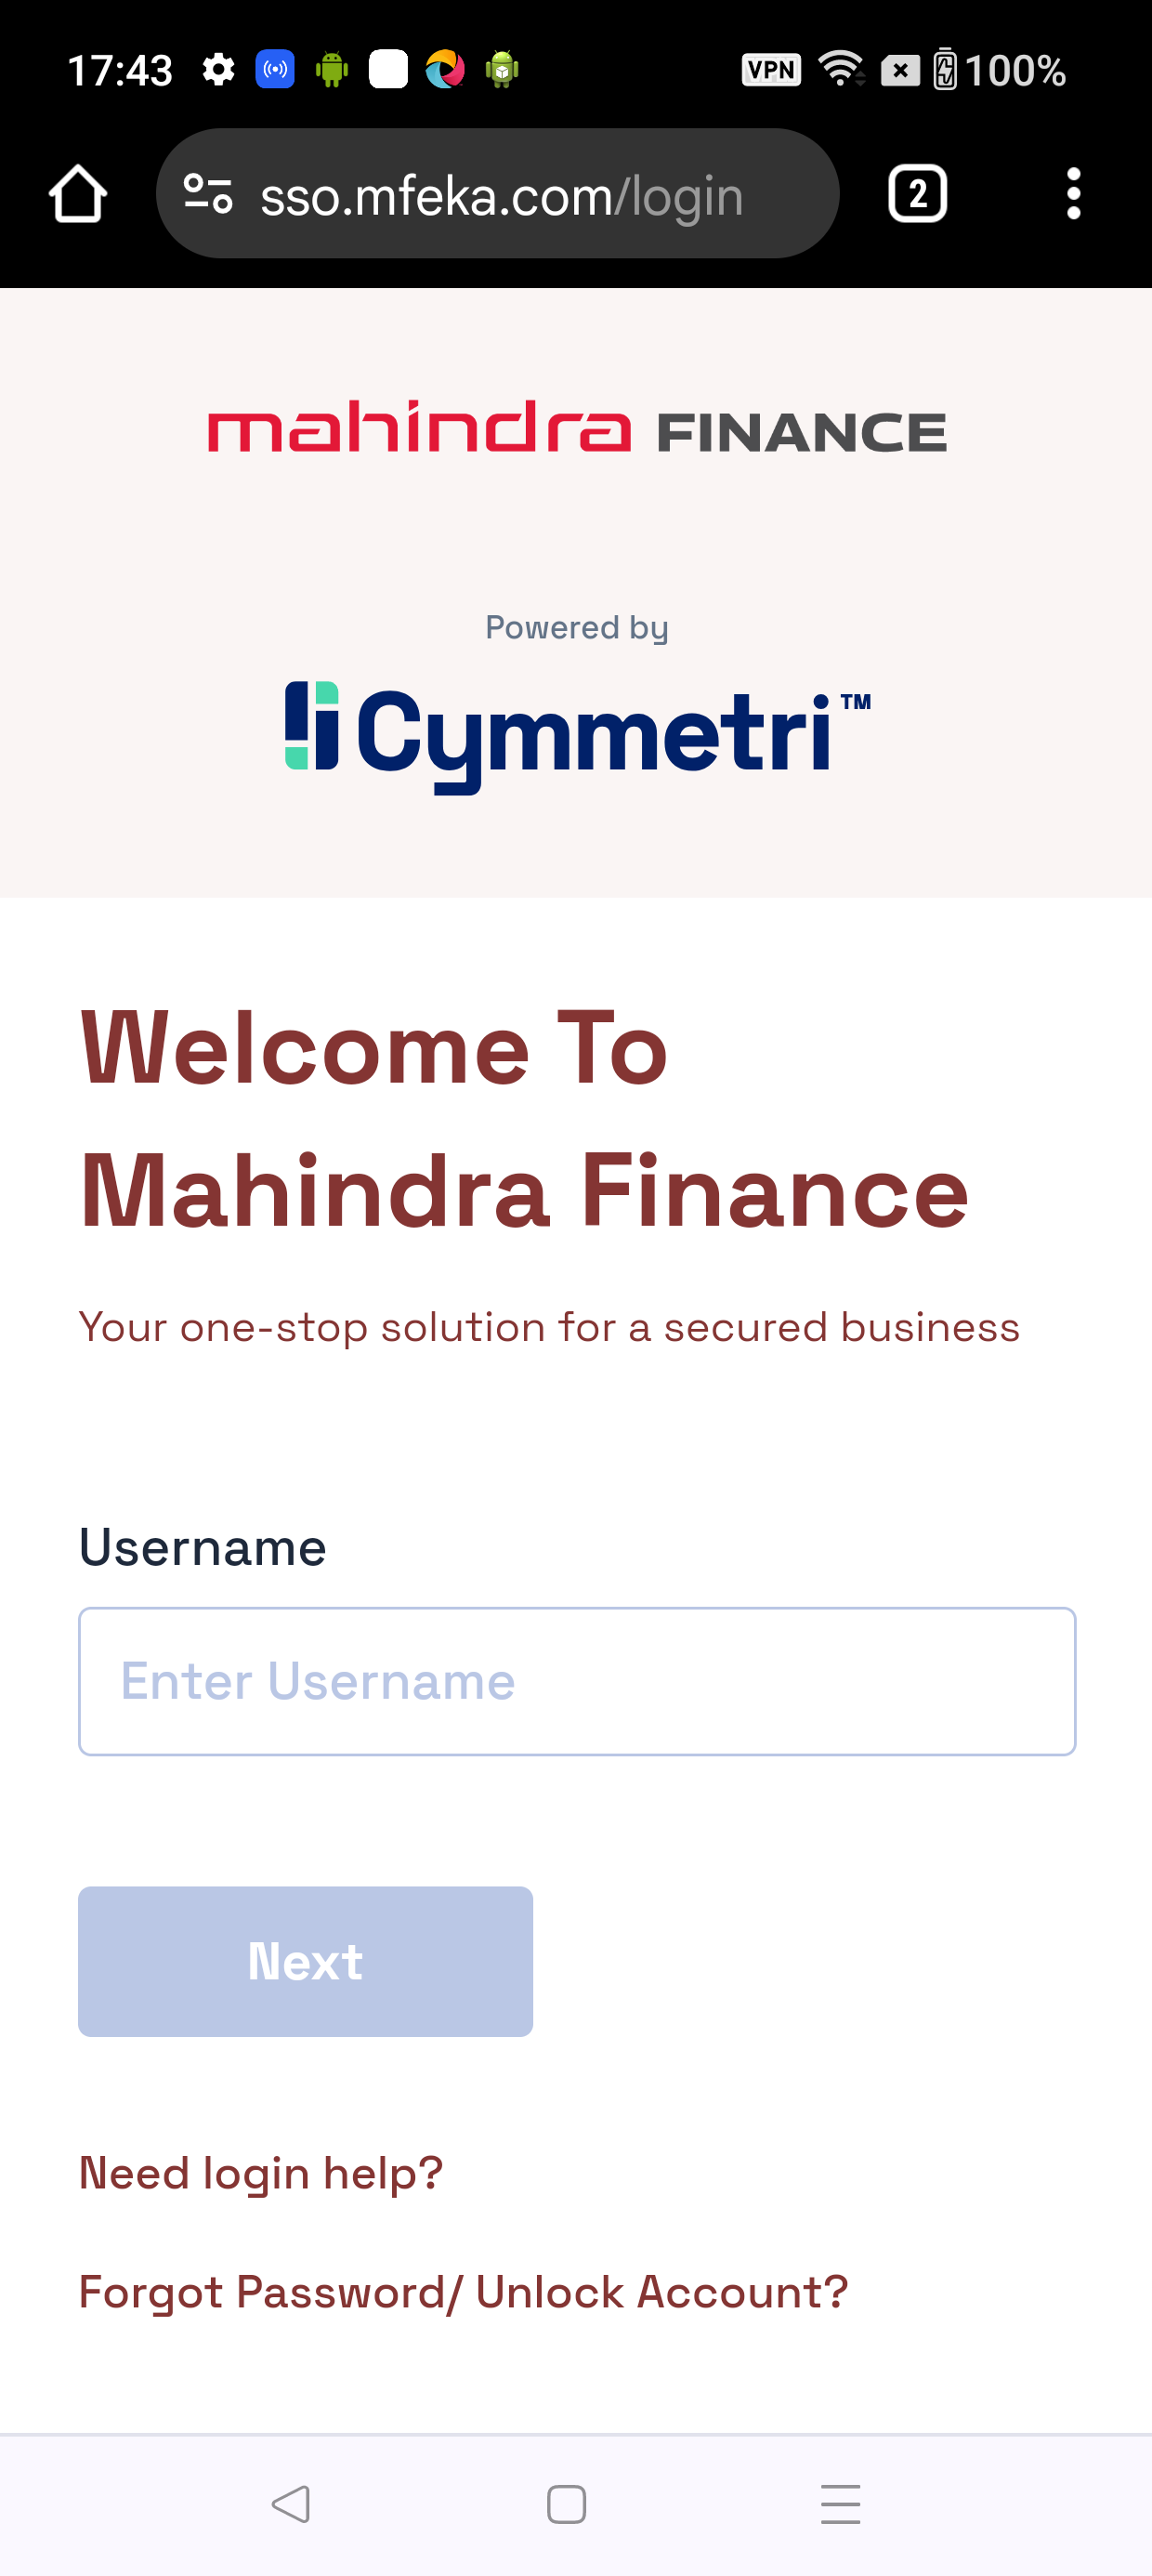 17:43
VPN
100%
sso.mfeka.com/login
2
mahindra FINANCE
Powered by
Cymmetri™
Welcome To
Mahindra Finance
Your one-stop solution for a secured business
Username
Enter Username
Next
Need login help?
Forgot Password/ Unlock Account?